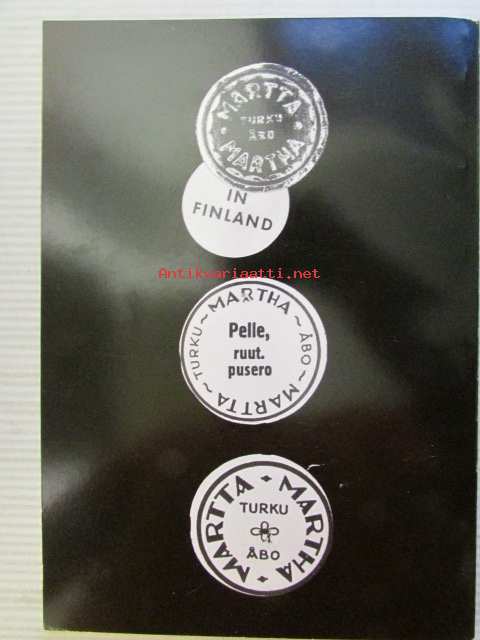 MARTTA
TURKU
ÅBO
MARTHA
IN
FINLAND
Antikvariaatti.net
MARTHA
TURKU
ÅBO
Pelle,
ruut.
pusero
MARTTA
MARTTA · MARTHA
TURKU
ÅBO